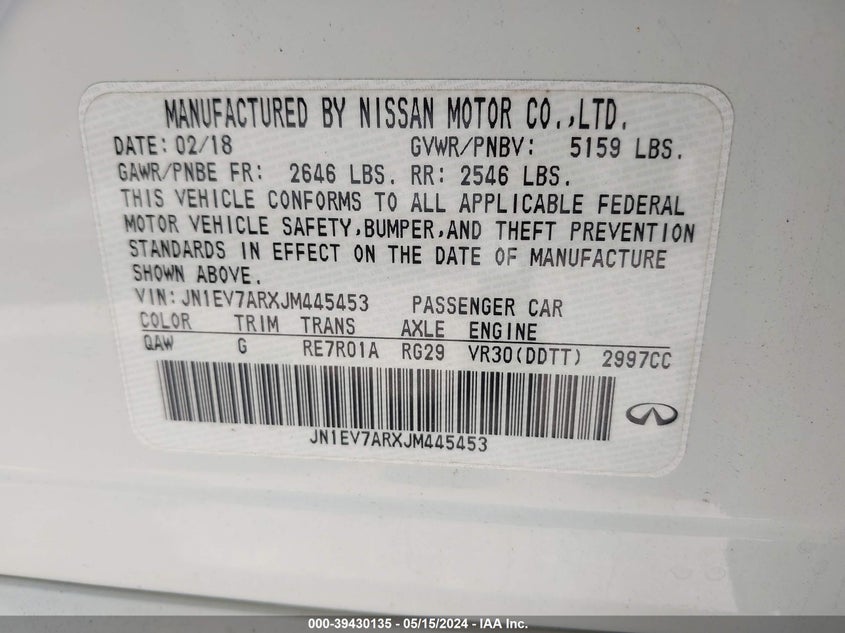 MANUFACTURED BY NISSAN MOTOR CO.,LTD.
DATE: 02/18 GVWR/PNBV: 5159 LBS.
GAWR/PNBE FR: 2646 LBS. RR: 2546 LBS.
THIS VEHICLE CONFORMS TO ALL APPLICABLE FEDERAL
MOTOR VEHICLE SAFETY,BUMPER,AND THEFT PREVENTION
STANDARDS IN EFFECT ON THE DATE OF MANUFACTURE
SHOWN ABOVE.
VIN:JN1EV7ARXJM445453 PASSENGER CAR
COLOR TRIM TRANS AXLE ENGINE
QAW G RE7R01A RG29 VR30(DDTT) 2997CC
JN1EV7ARXJM445453
000-39430135 - 05/15/2024 - IAA Inc.